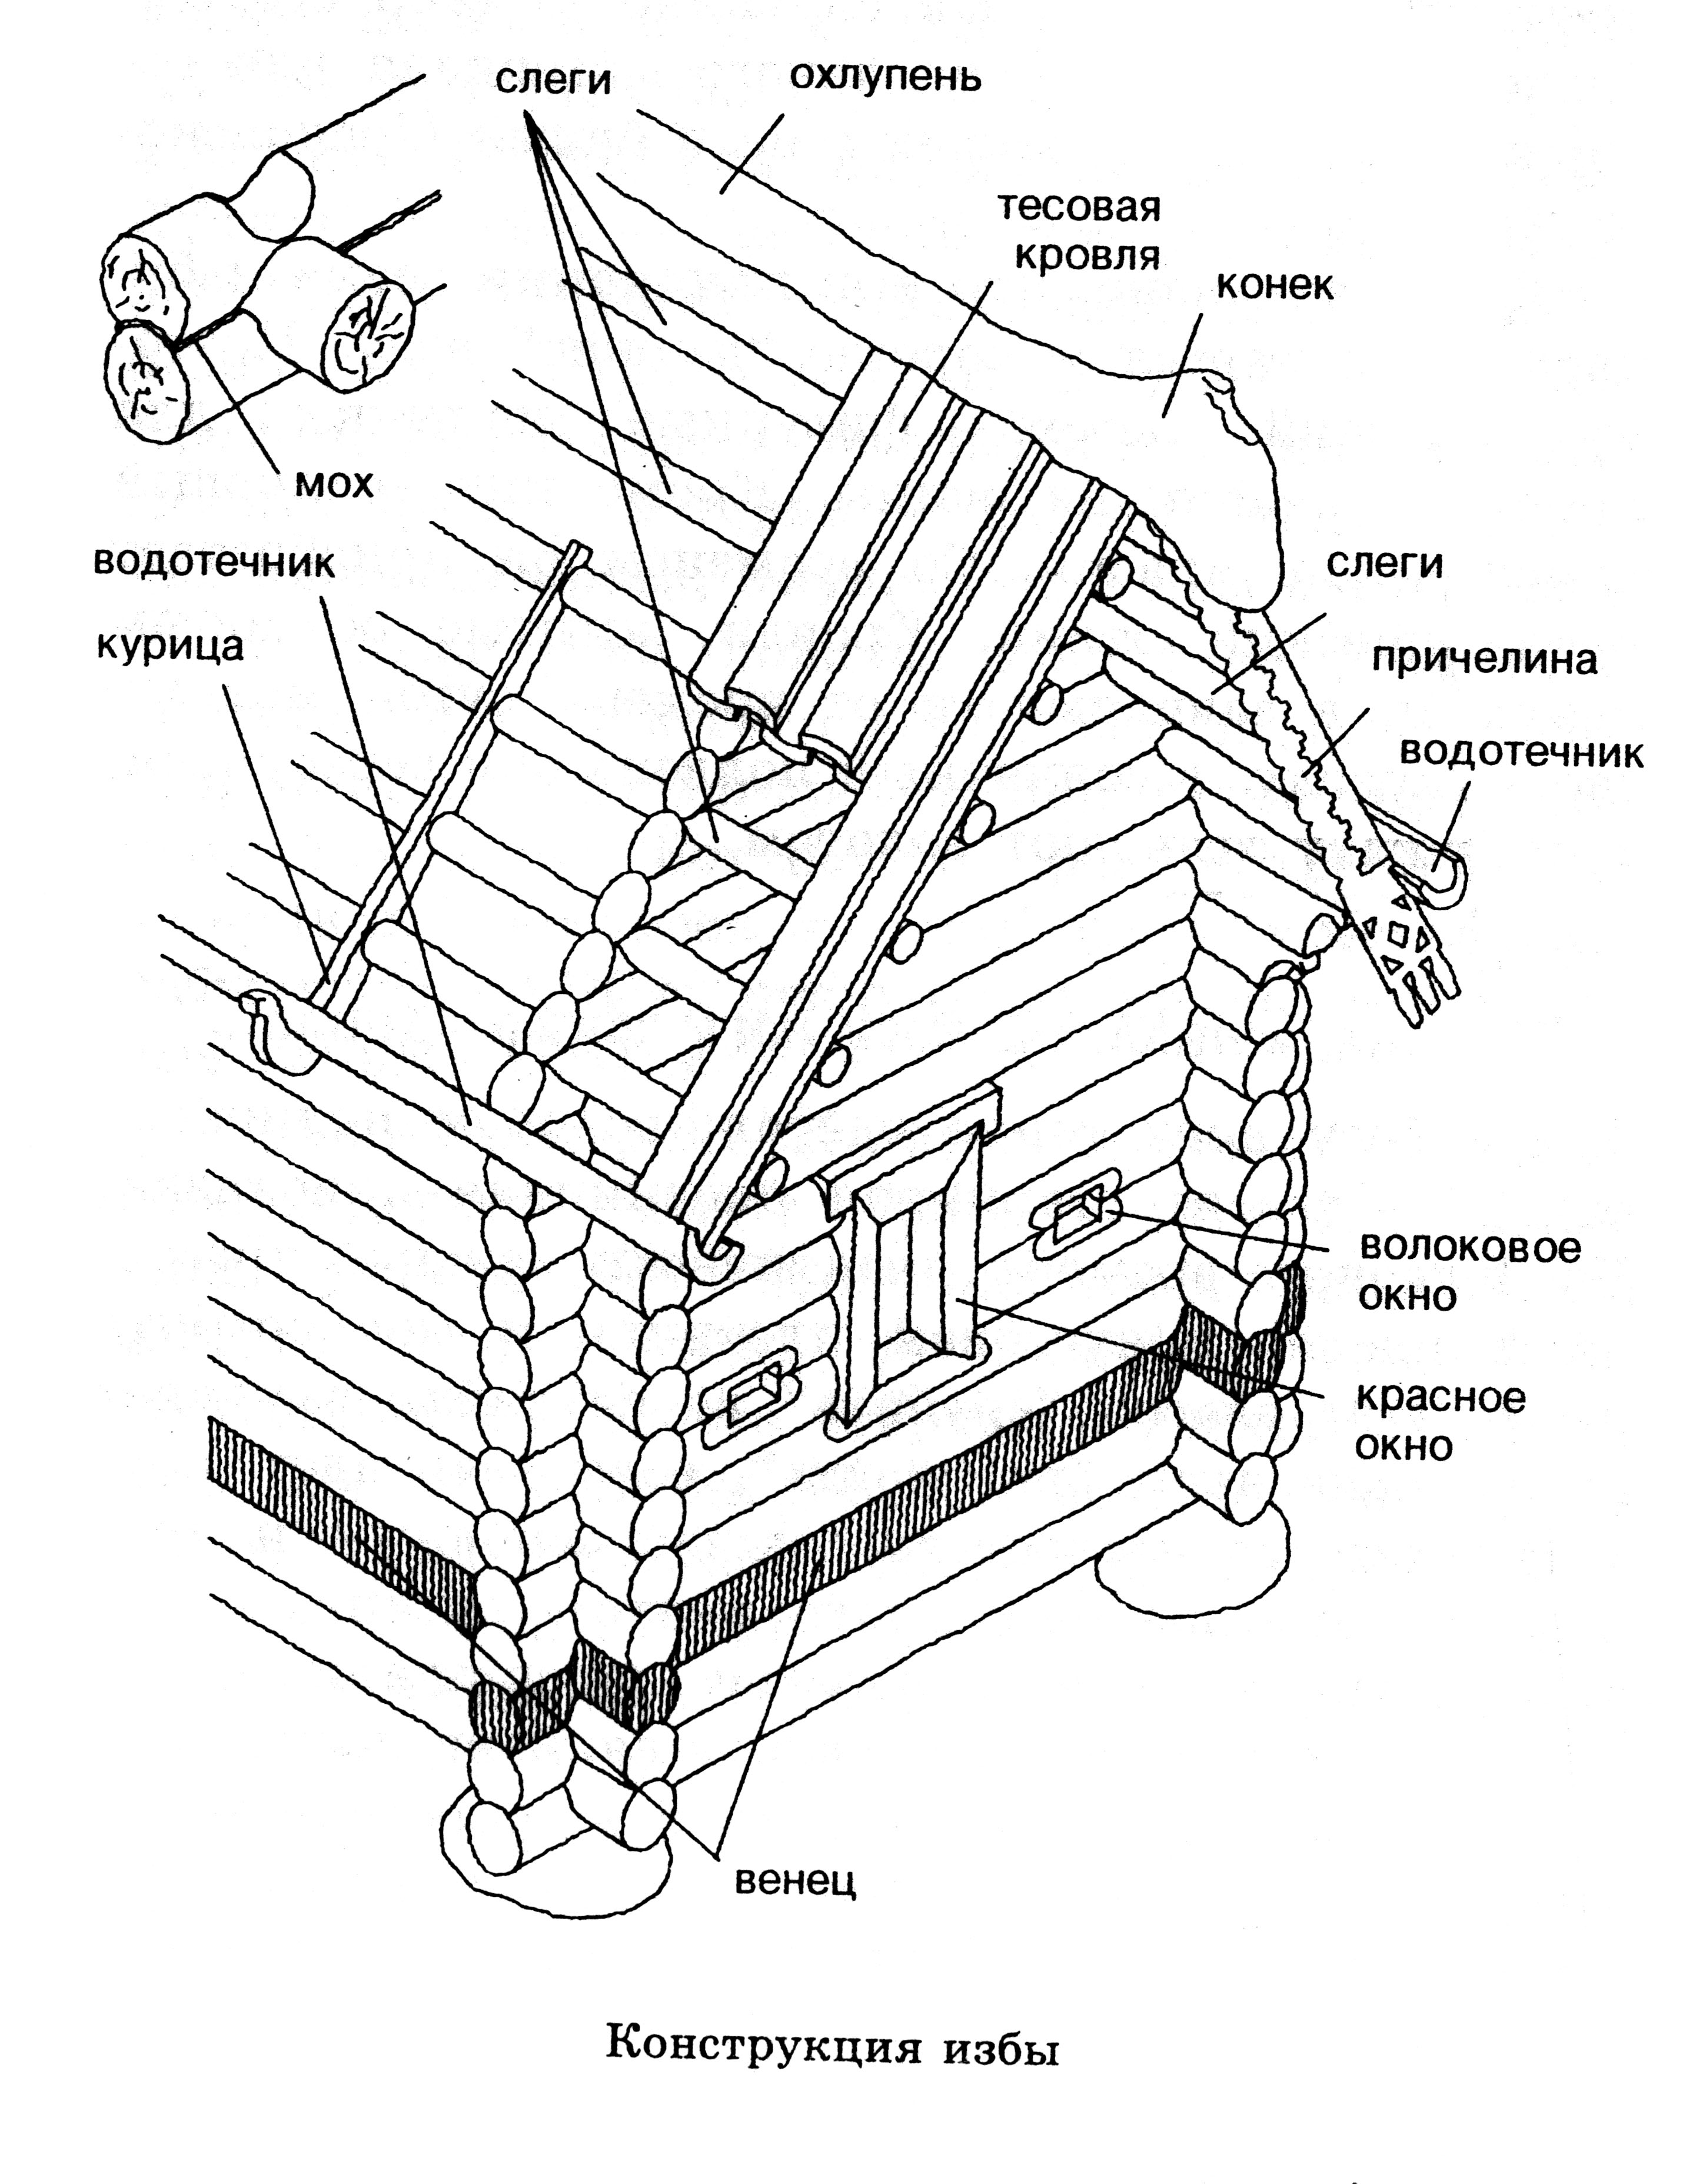 слеги
охлупень
тесовая
кровля
конек
мох
водотечник
курица
слеги
причелина
водотечник
волоковое
окно
красное
окно
венец
Конструкция избы